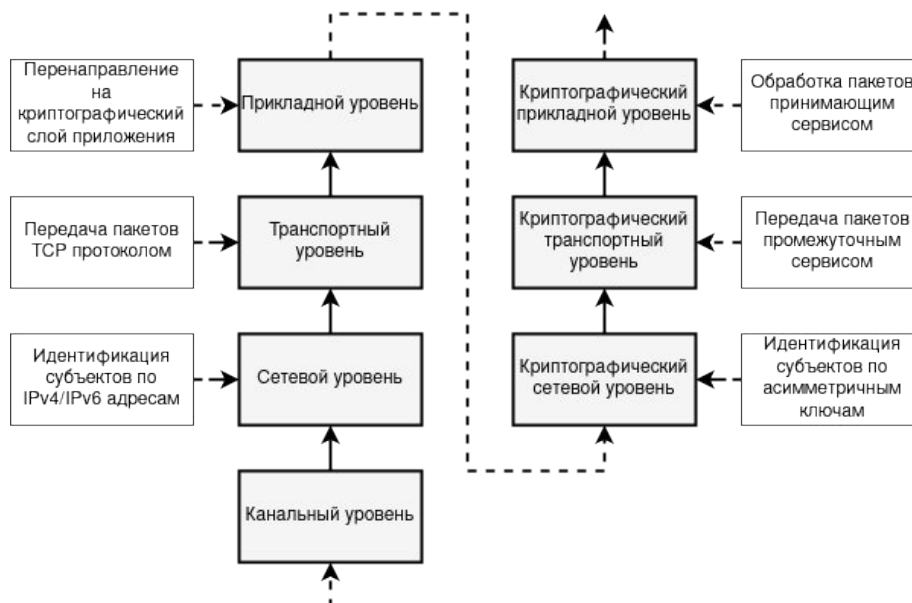 Перенаправление
на
криптографический
слой приложения
Прикладной уровень
Криптографический
прикладной уровень
Обработка пакетов
принимающим
сервисом
Передача пакетов
TCP протоколом
Транспортный
уровень
Криптографический
транспортный
уровень
Передача пакетов
промежуточным
сервисом
Идентификация
субъектов по
IPv4/IPv6 адресам
Сетевой уровень
Криптографический
сетевой уровень
Идентификация
субъектов по
асимметричным
ключам
Канальный уровень